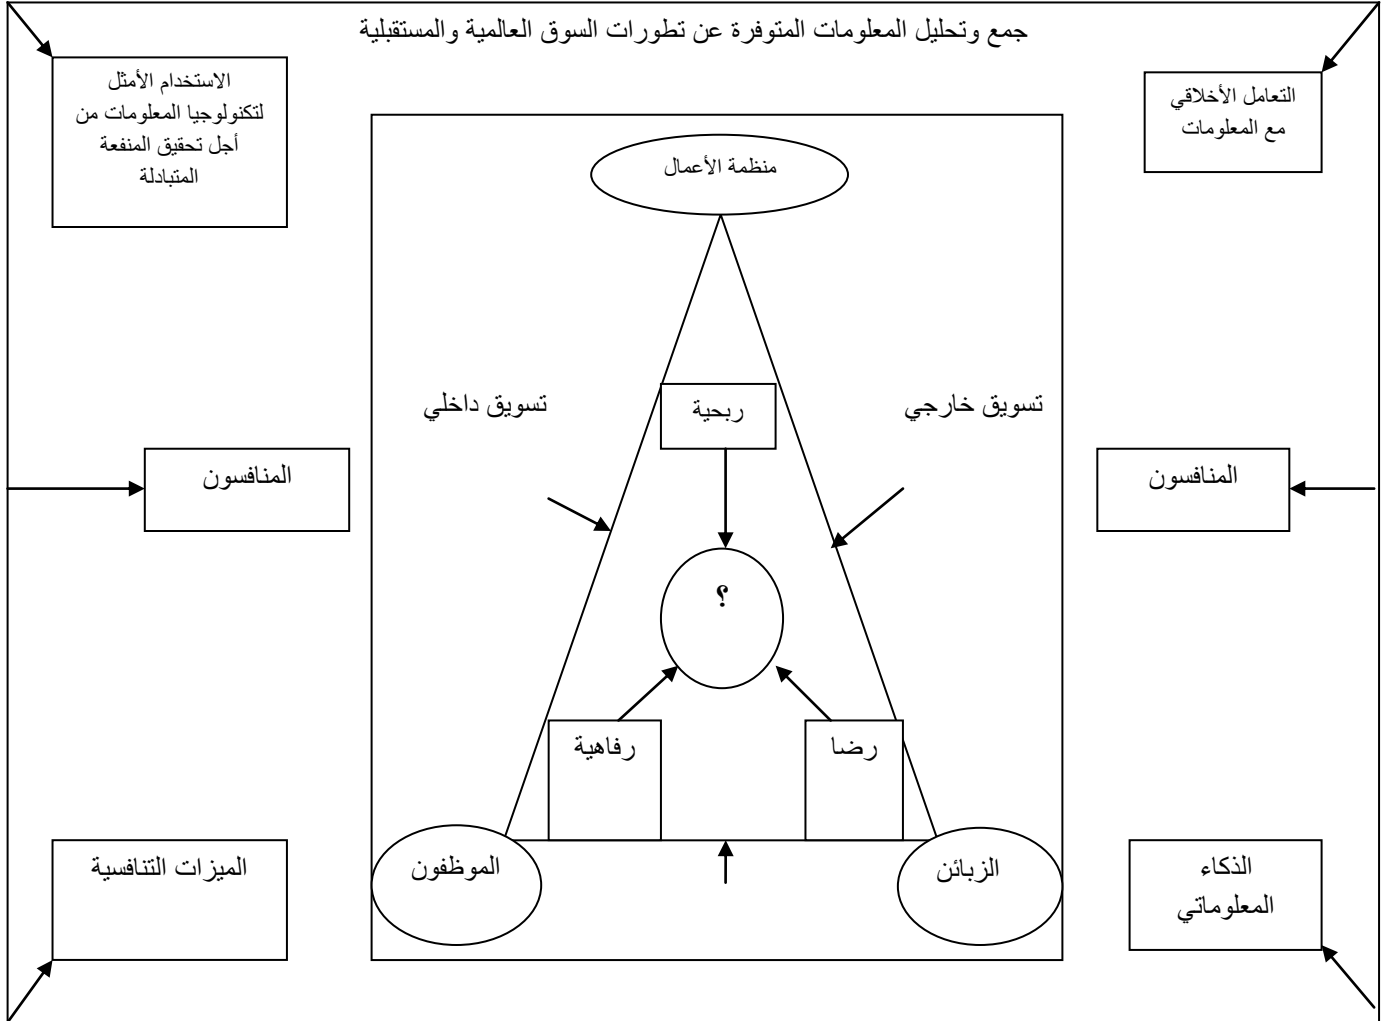 جمع وتحليل المعلومات المتوفرة عن تطورات السوق العالمية والمستقبلية
التعامل الأخلاقي
مع المعلومات
الاستخدام الأمثل
لتكنولوجيا المعلومات من
أجل تحقيق المنفعة
المتبادلة
منظمة الأعمال
تسويق خارجي
ربحية
تسويق داخلي
المنافسون
المنافسون
؟
رضا
رفاهية
الذكاء
المعلوماتي
الزبائن
الموظفون
الميزات التنافسية